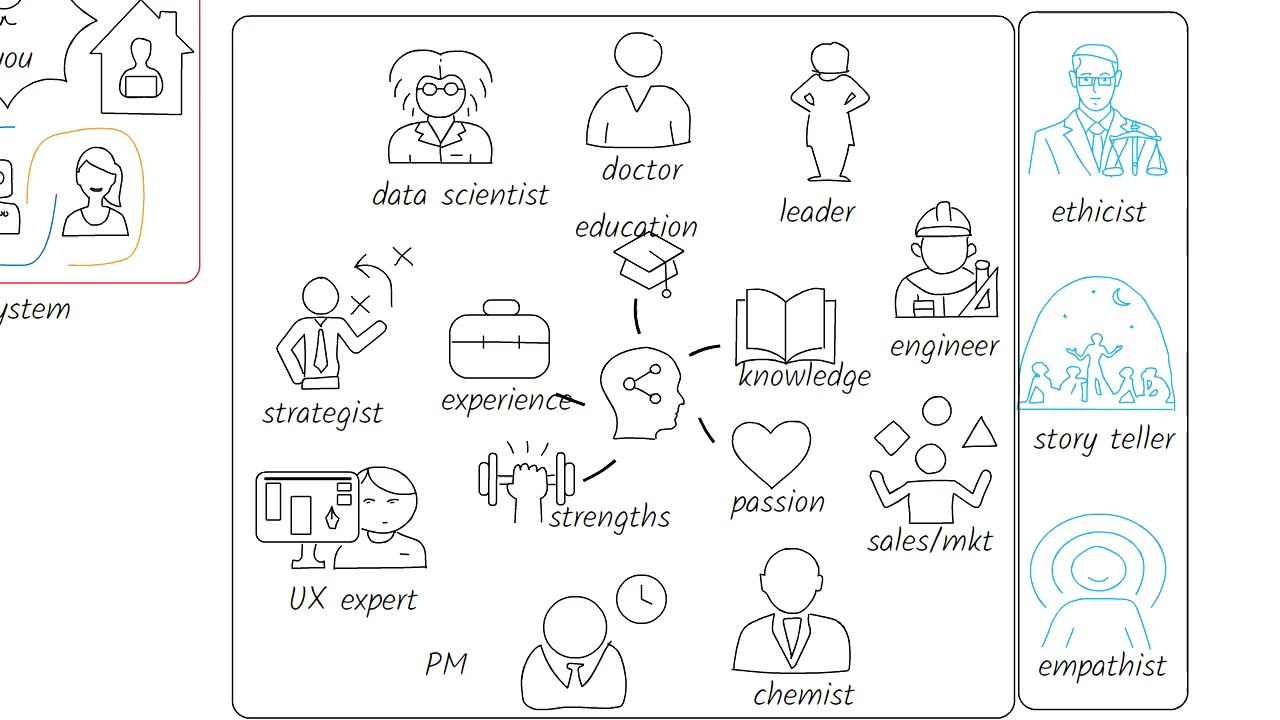 you
ystem
data scientist
doctor
leader
education
engineer
knowledge
experience
strategist
strengths
passion
sales/mkt
UX expert
PM
chemist
ethicist
story teller
empathist